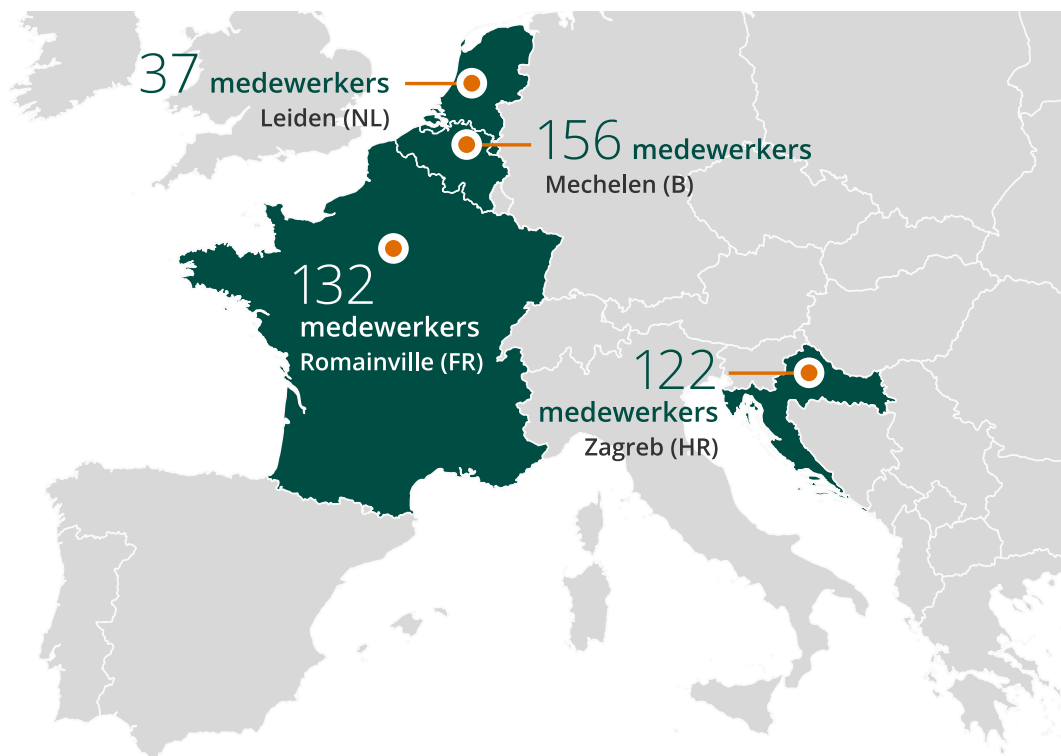 37 medewerkers
Leiden (NL)
156 medewerkers
Mechelen (B)
132
medewerkers
Romainville (FR)
122
medewerkers
Zagreb (HR)